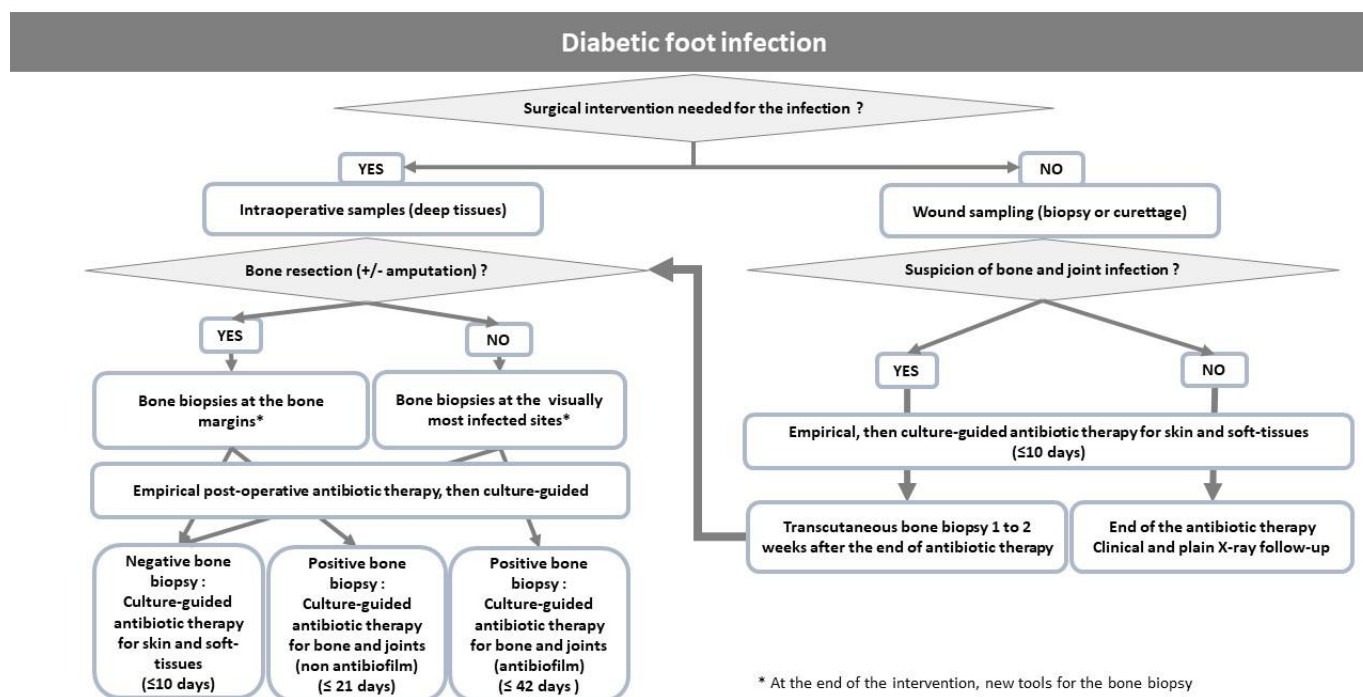 Diabetic foot infection
Surgical intervention needed for the infection ?
YES
NO
Intraoperative samples (deep tissues)
Wound sampling (biopsy or curettage)
Bone resection (+/- amputation) ?
Suspicion of bone and joint infection ?
YES
NO
YES
NO
Bone biopsies at the bone
margins*
Bone biopsies at the visually
most infected sites*
Empirical, then culture-guided antibiotic therapy for skin and soft-tissues
(≤10 days)
Empirical post-operative antibiotic therapy, then culture-guided
Transcutaneous bone biopsy 1 to 2
weeks after the end of antibiotic therapy
End of the antibiotic therapy
Clinical and plain X-ray follow-up
Negative bone
biopsy :
Culture-guided
antibiotic therapy
for skin and soft-
tissues
(≤10 days)
Positive bone
biopsy :
Culture-guided
antibiotic therapy
for bone and joints
(non antibiofilm)
(≤ 21 days)
Positive bone
biopsy :
Culture-guided
antibiotic therapy
for bone and joints
(antibiofilm)
(≤ 42 days )
* At the end of the intervention, new tools for the bone biopsy